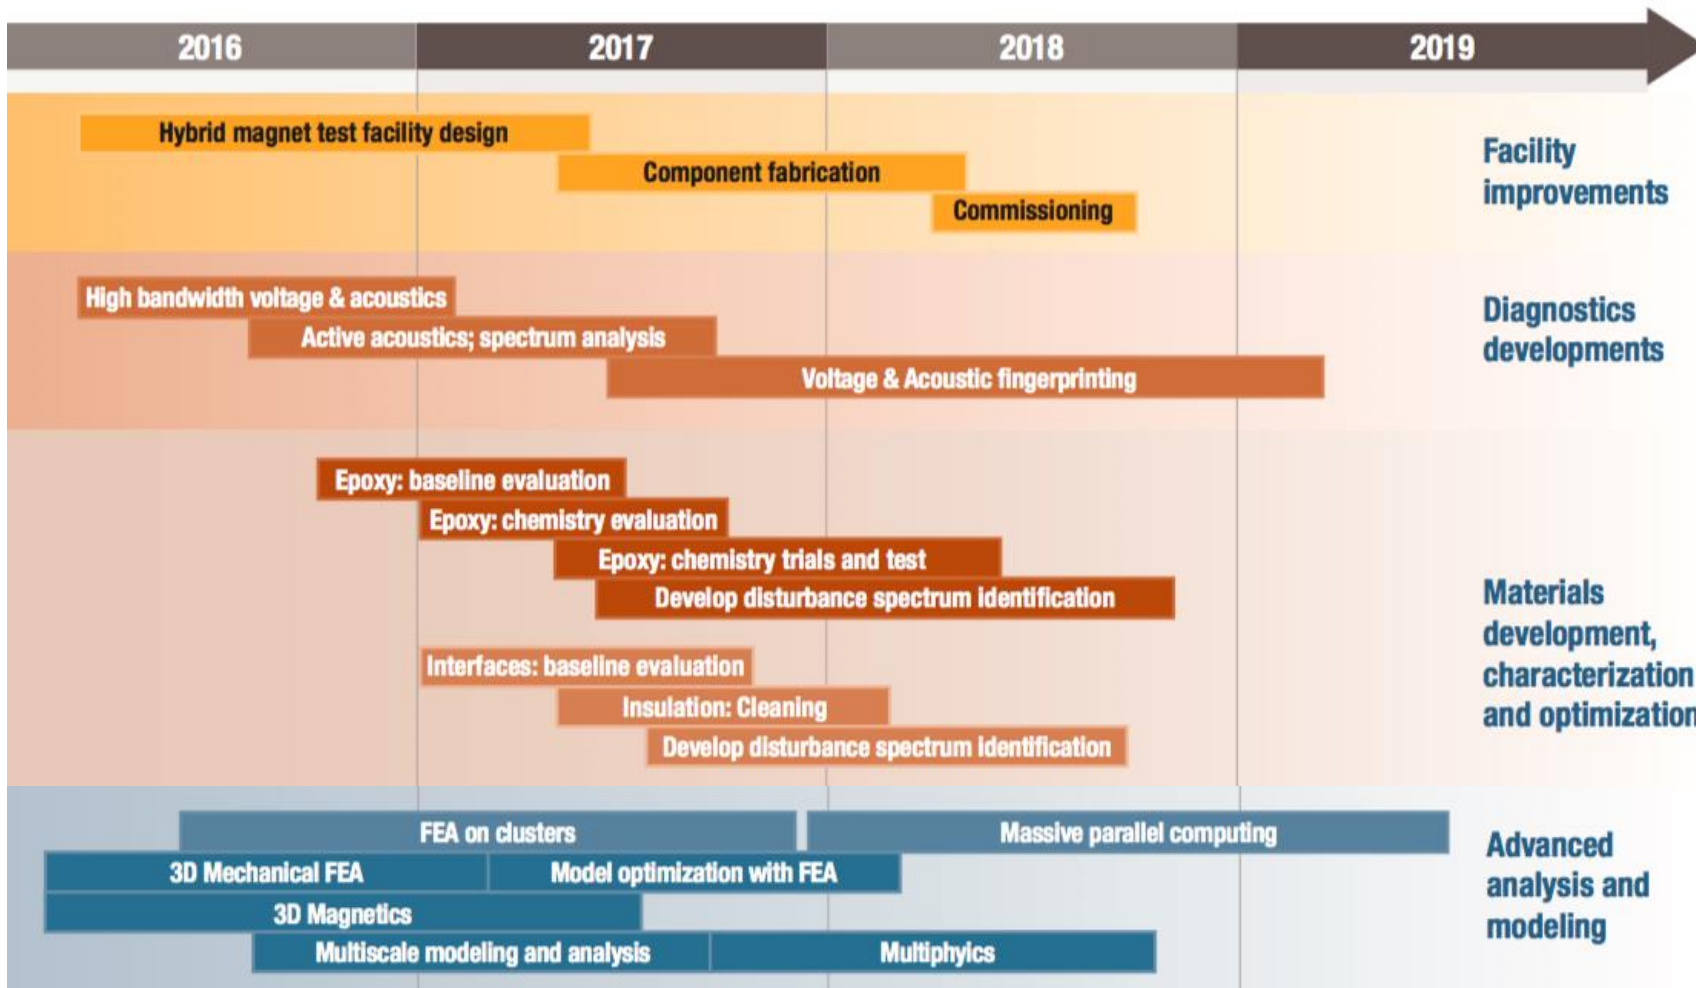 2016 2017 2018 2019
Hybrid magnet test facility design
Component fabrication
Commissioning
Facility
improvements
High bandwidth voltage & acoustics
Active acoustics; spectrum analysis
Voltage & Acoustic fingerprinting
Diagnostics
developments
Epoxy: baseline evaluation
Epoxy: chemistry evaluation
Epoxy: chemistry trials and test
Develop disturbance spectrum identification
Interfaces: baseline evaluation
Insulation: Cleaning
Develop disturbance spectrum identification
Materials
development,
characterization
and optimization
FEA on clusters Massive parallel computing
3D Mechanical FEA Model optimization with FEA
3D Magnetics
Multiscale modeling and analysis Multiphyics
Advanced
analysis and
modeling